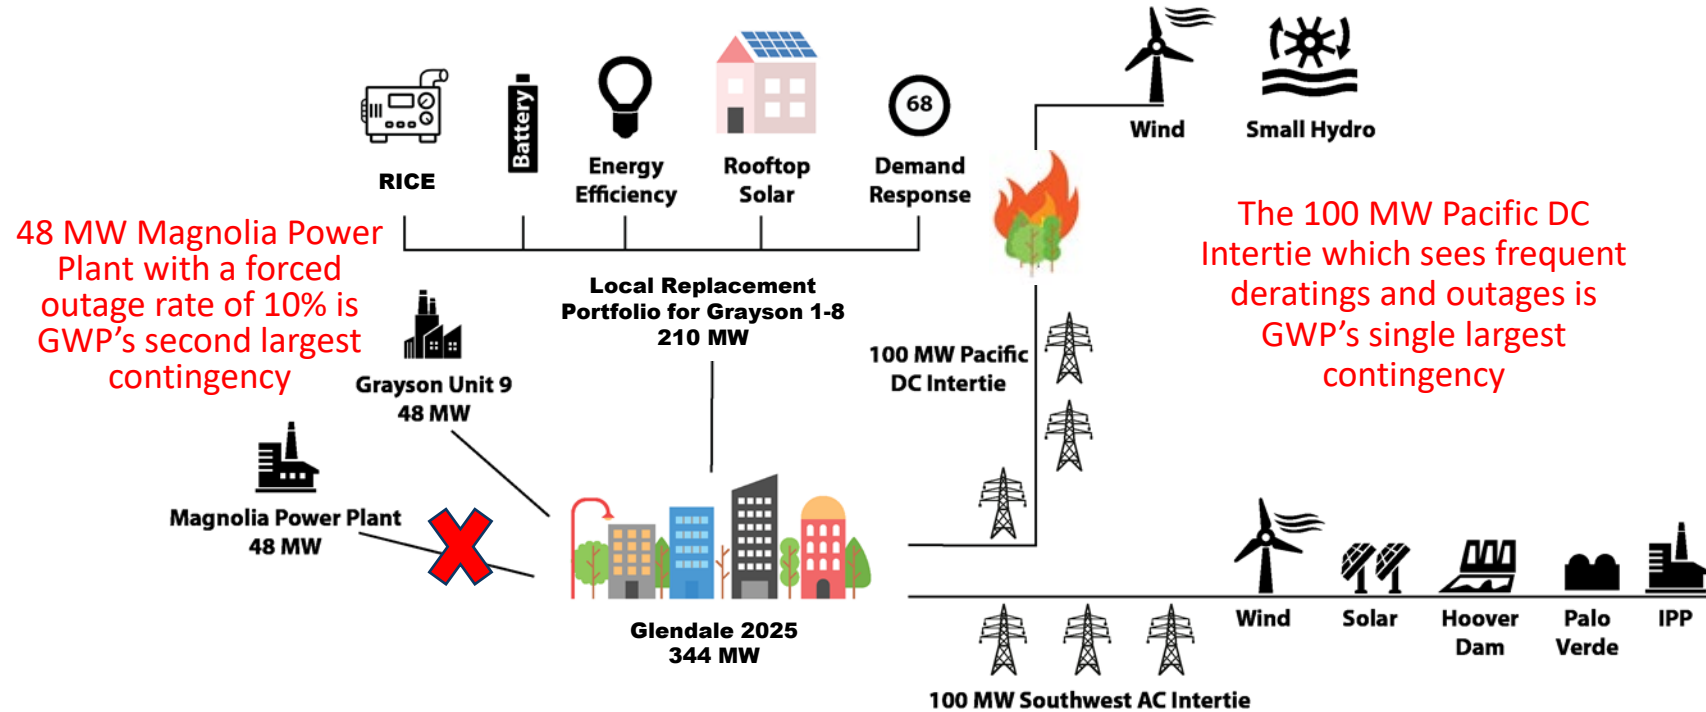 RICE
Battery
Energy
Efficiency
Rooftop
Solar
68
Demand
Response
Wind
Small Hydro
48 MW Magnolia Power
Plant with a forced
outage rate of 10% is
GWP's second largest
contingency
Local Replacement
Portfolio for Grayson 1-8
210 MW
The 100 MW Pacific DC
Intertie which sees frequent
deratings and outages is
GWP's single largest
contingency
Grayson Unit 9
48 MW
100 MW Pacific
DC Intertie
Magnolia Power Plant
48 MW
Glendale 2025
344 MW
Wind
Solar
Hoover
Dam
Palo
Verde
IPP
100 MW Southwest AC Intertie